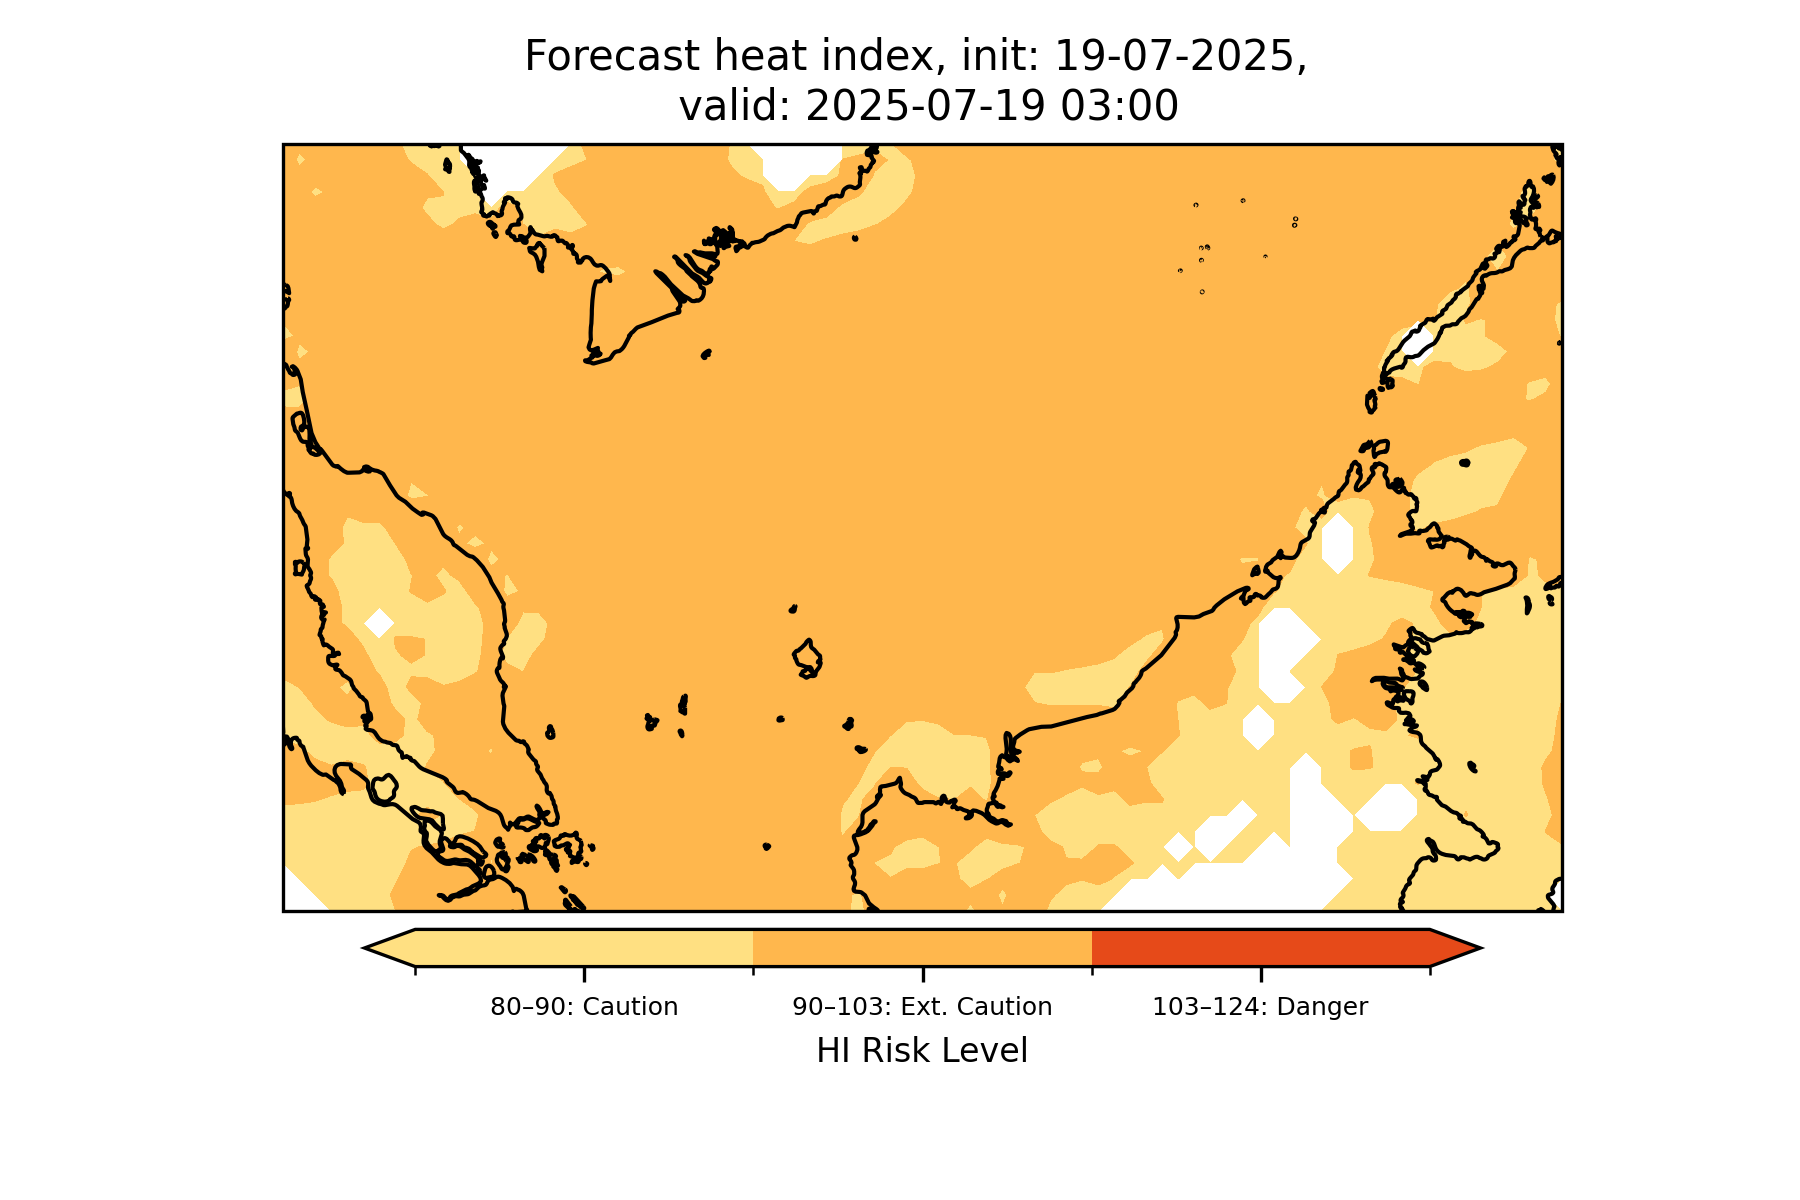 Forecast heat index, init: 19-07-2025,
valid: 2025-07-19 03:00
80–90: Caution
90–103: Ext. Caution
103–124: Danger
HI Risk Level